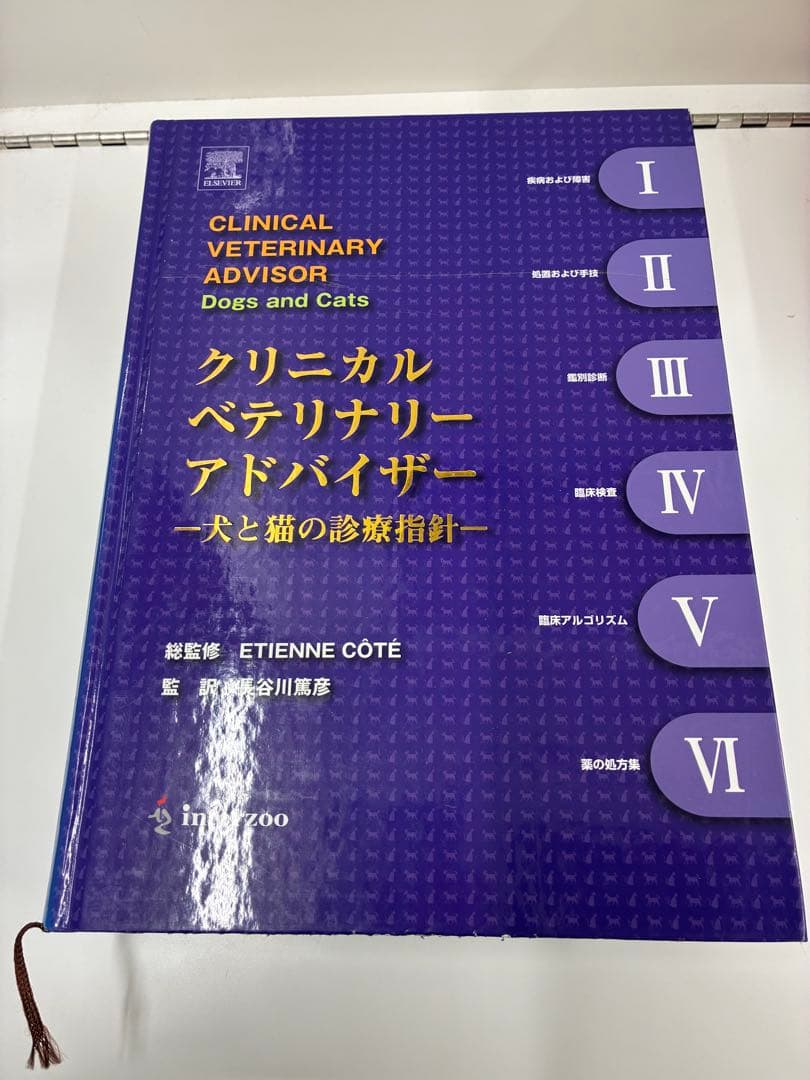 ELSEVIER
CLINICAL
VETERINARY
ADVISOR
Dogs and Cats
クリニカル
ベテリナリー
アドバイザー
―犬と猫の診療指針―
総監修 ETIENNE CÔTÉ
監 訳 長谷川篤彦
interzoo
疾病および障害 I
処置および手技 II
鑑別診断 III
臨床検査 IV
臨床アルゴリズム V
薬の処方集 VI